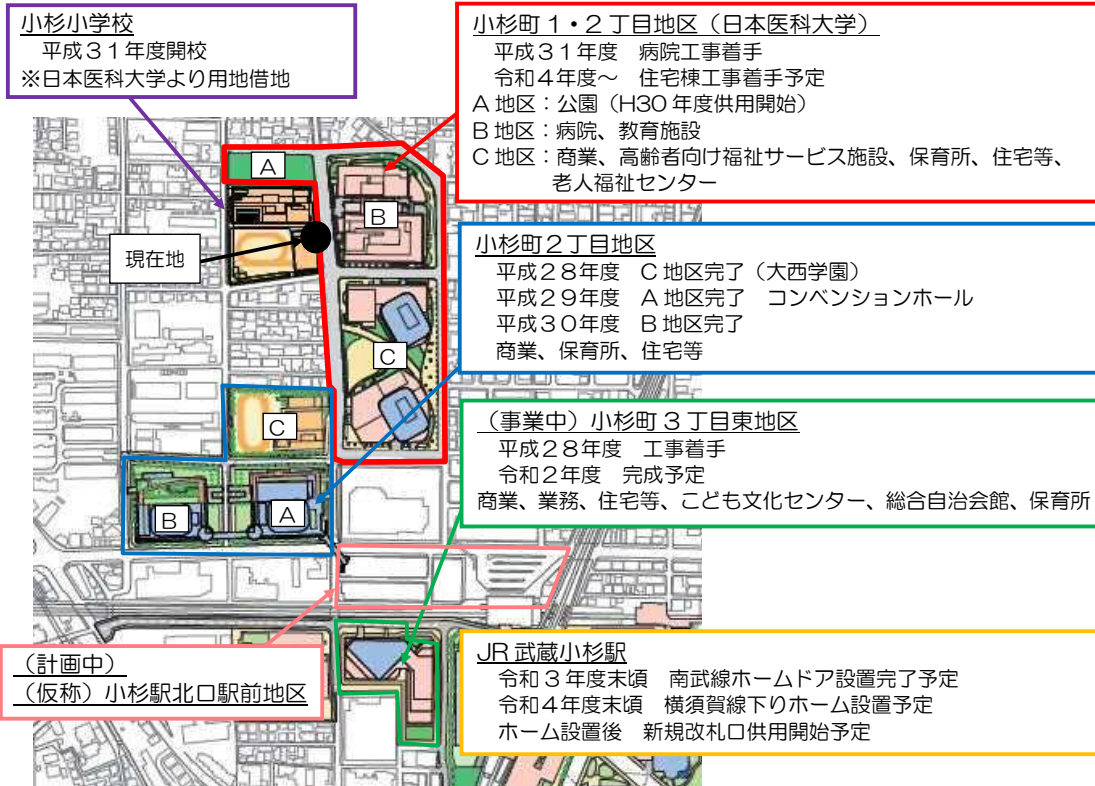 小杉小学校
平成３１年度開校
※日本医科大学より用地借地
小杉町１・２丁目地区（日本医科大学）
平成３１年度　病院工事着手
令和４年度～　住宅棟工事着手予定
A 地区：公園（H30 年度供用開始）
B 地区：病院、教育施設
C 地区：商業、高齢者向け福祉サービス施設、保育所、住宅等、
老人福祉センター
A
B
現在地
C
小杉町２丁目地区
平成２８年度　C 地区完了（大西学園）
平成２９年度　A 地区完了　コンベンションホール
平成３０年度　B 地区完了
商業、保育所、住宅等
C
B
A
（事業中）小杉町３丁目東地区
平成２８年度　工事着手
令和２年度　完成予定
商業、業務、住宅等、こども文化センター、総合自治会館、保育所
（計画中）
（仮称）小杉駅北口駅前地区
JR 武蔵小杉駅
令和３年度末頃　南武線ホームドア設置完了予定
令和４年度末頃　横須賀線下りホーム設置予定
ホーム設置後　新規改札口供用開始予定